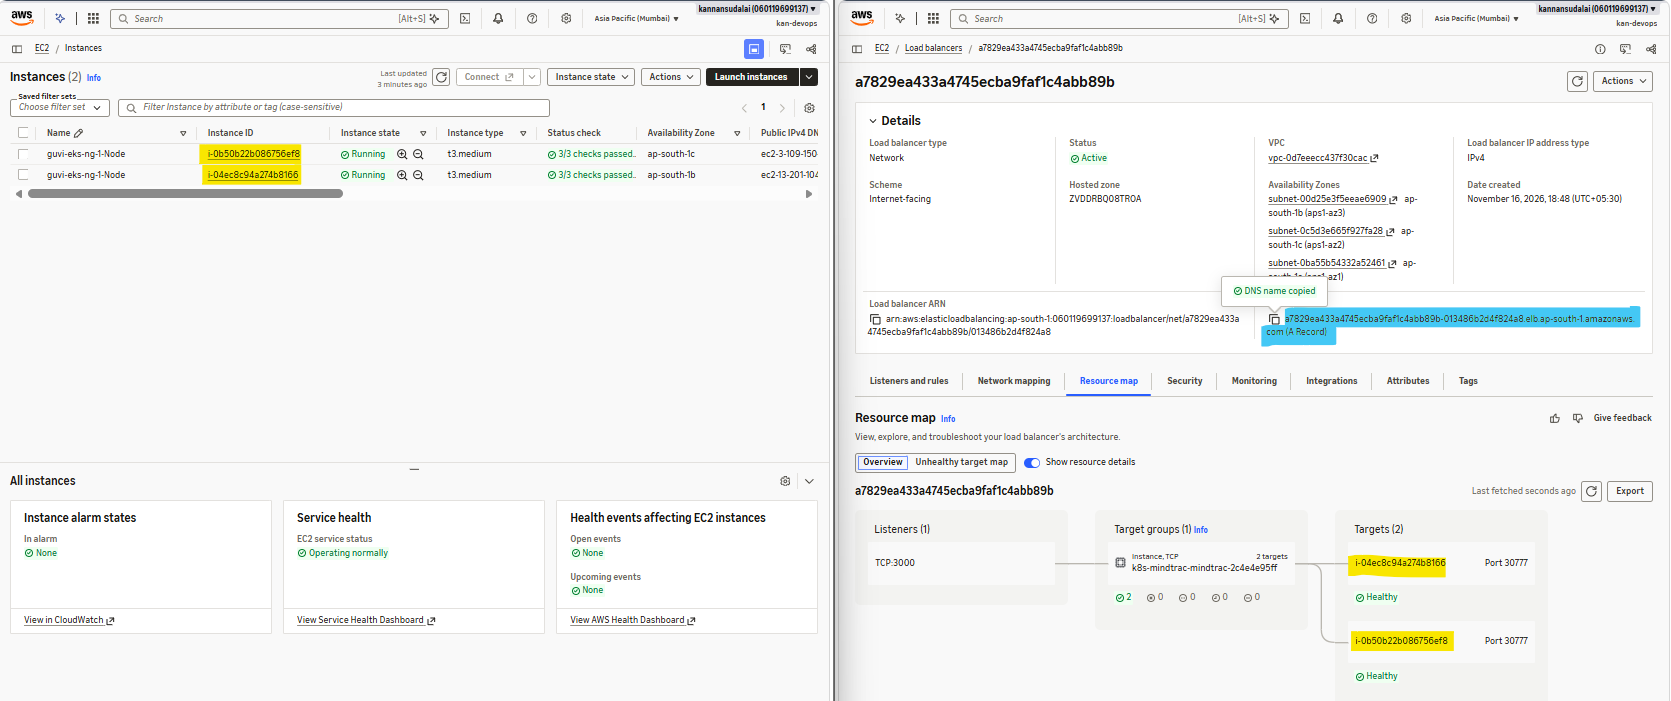 aws
Search
[Alt+S]
Asia Pacific (Mumbai) ▼
kannansudalai (060119699137) ▼
kan-devops
EC2 / Instances
Instances (2) Info
Last updated
3 minutes ago
Connect
Instance state
Actions
Launch instances
Saved filter sets
Choose filter set
Filter Instance by attribute or tag (case-sensitive)
1
Name
Instance ID
Instance state
Instance type
Status check
Availability Zone
Public IPv4 DN
guvi-eks-ng-1-Node
i-0b50b22b086756ef8
Running
t3.medium
3/3 checks passed.
ap-south-1c
ec2-3-109-150
guvi-eks-ng-1-Node
i-04ec8c94a274b8166
Running
t3.medium
3/3 checks passed.
ap-south-1b
ec2-13-201-104
All instances
Instance alarm states
In alarm
None
View in CloudWatch
Service health
EC2 service status
Operating normally
View Service Health Dashboard
Health events affecting EC2 instances
Open events
None
Upcoming events
None
View AWS Health Dashboard
aws
Search
[Alt+S]
Asia Pacific (Mumbai) ▼
kannansudalai (060119699137) ▼
kan-devops
EC2 / Load balancers / a7829ea433a4745ecba9faf1c4abb89b
a7829ea433a4745ecba9faf1c4abb89b
Actions
Details
Load balancer type
Network
Status
Active
VPC
vpc-0d7eeecc437f30cac
Load balancer IP address type
IPv4
Scheme
Internet-facing
Hosted zone
ZVDDRBQ08TROA
Availability Zones
subnet-00d25e3f5eeae6909 ap-
south-1b (aps1-az3)
subnet-0c5d3e665f927fa28 ap-
south-1c (aps1-az2)
subnet-0ba55b54332a52461 ap-
south-1a (aps1-az1)
Date created
November 16, 2026, 18:48 (UTC+05:30)
DNS name copied
Load balancer ARN
arn:aws:elasticloadbalancing:ap-south-1:060119699137:loadbalancer/net/a7829ea433a
4745ecba9faf1c4abb89b/013486b2d4f824a8
a7829ea433a4745ecba9faf1c4abb89b-013486b2d4f824a8.elb.ap-south-1.amazonaws.
com (A Record)
Listeners and rules
Network mapping
Resource map
Security
Monitoring
Integrations
Attributes
Tags
Resource map Info
Give feedback
View, explore, and troubleshoot your load balancer's architecture.
Overview
Unhealthy target map
Show resource details
a7829ea433a4745ecba9faf1c4abb89b
Last fetched seconds ago
Export
Listeners (1)
TCP:3000
Target groups (1) Info
Instance, TCP
2 targets
k8s-mindtrac-mindtrac-2c4e4e95ff
2 0 0 0 0
Targets (2)
i-04ec8c94a274b8166
Port 30777
Healthy
i-0b50b22b086756ef8
Port 30777
Healthy